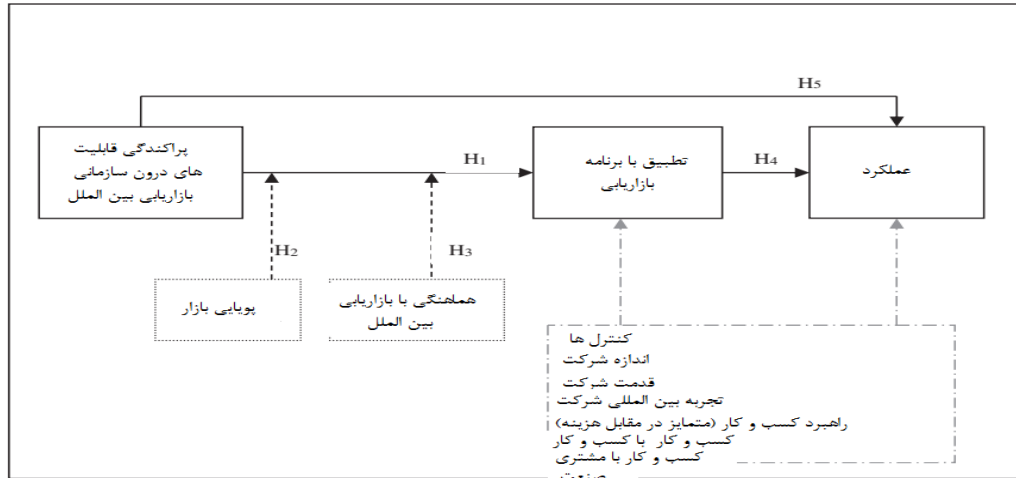 H5
پراکندگی قابلیت
های درون سازمانی
بازاریابی بین الملل
H1
تطبیق با برنامه
بازاریابی
H4
عملکرد
H2
H3
پویایی بازار
هماهنگی با بازاریابی
بین الملل
کنترل ها
اندازه شرکت
قدمت شرکت
تجربه بین المللی شرکت
راهبرد کسب و کار (متمایز در مقابل هزینه)
کسب و کار با کسب و کار
کسب و کار با مشتری
صنعت